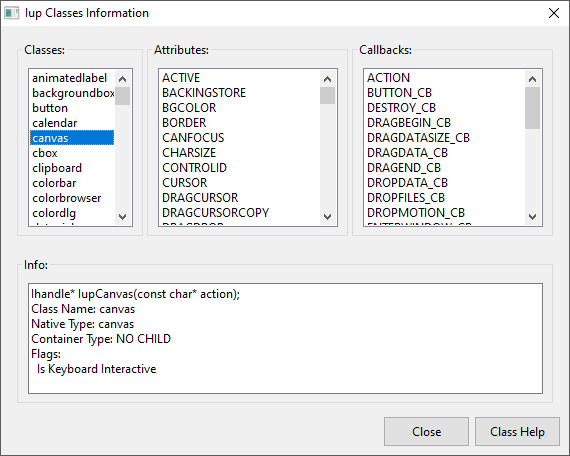 Iup Classes Information
Classes:
Attributes:
Callbacks:
animatedlabel
backgroundbox
button
calendar
canvas
cbox
clipboard
colorbar
colorbrowser
colordlg
ACTIVE
BACKINGSTORE
BGCOLOR
BORDER
CANFOCUS
CHARSIZE
CONTROLID
CURSOR
DRAGCURSOR
DRAGCURSORCOPY
DRAGDROP
ACTION
BUTTON_CB
DESTROY_CB
DRAGBEGIN_CB
DRAGDATASIZE_CB
DRAGDATA_CB
DRAGEND_CB
DROPDATA_CB
DROPFILES_CB
DROPMOTION_CB
ENTERWINDOW_CB
Info:
Ihandle* IupCanvas(const char* action);
Class Name: canvas
Native Type: canvas
Container Type: NO CHILD
Flags:
Is Keyboard Interactive
Close
Class Help